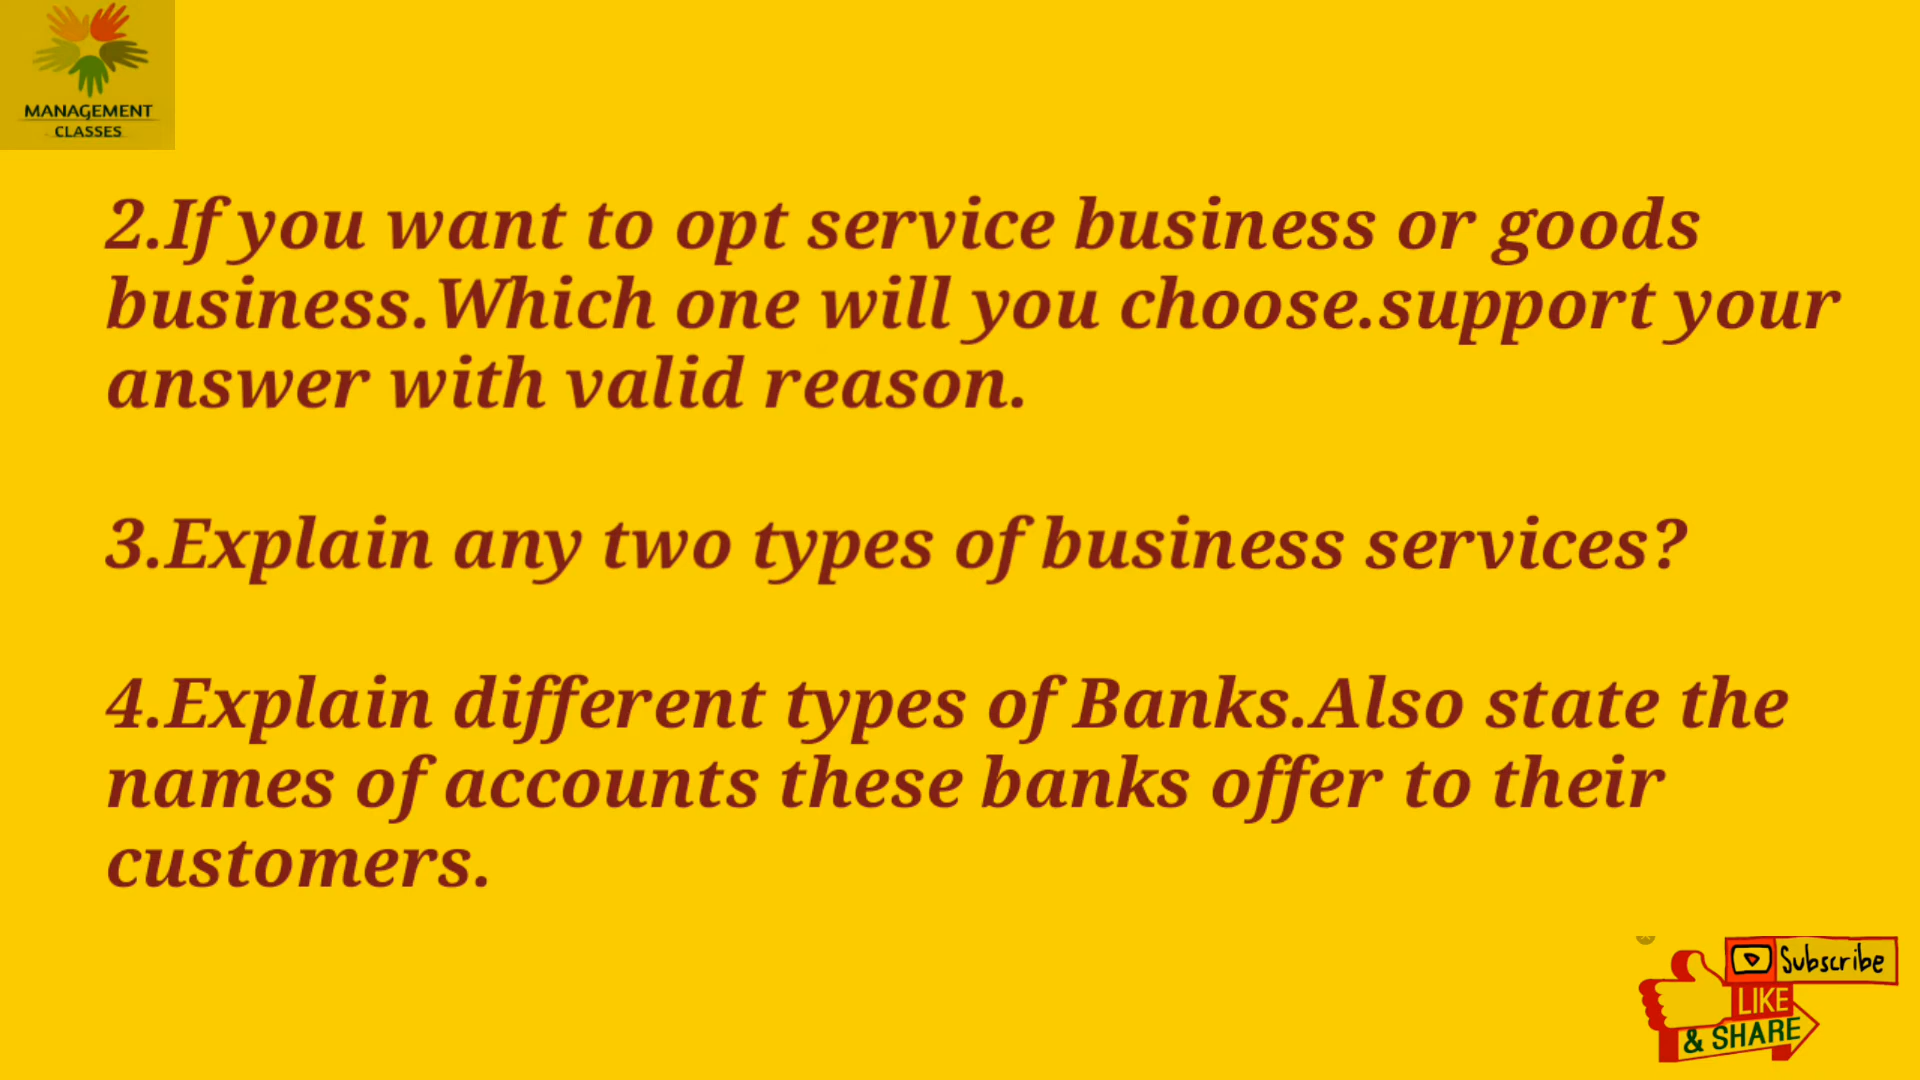 MANAGEMENT
CLASSES
2.If you want to opt service business or goods
business.Which one will you choose.support your
answer with valid reason.
3.Explain any two types of business services?
4.Explain different types of Banks.Also state the
names of accounts these banks offer to their
customers.
Subscribe
LIKE
& SHARE